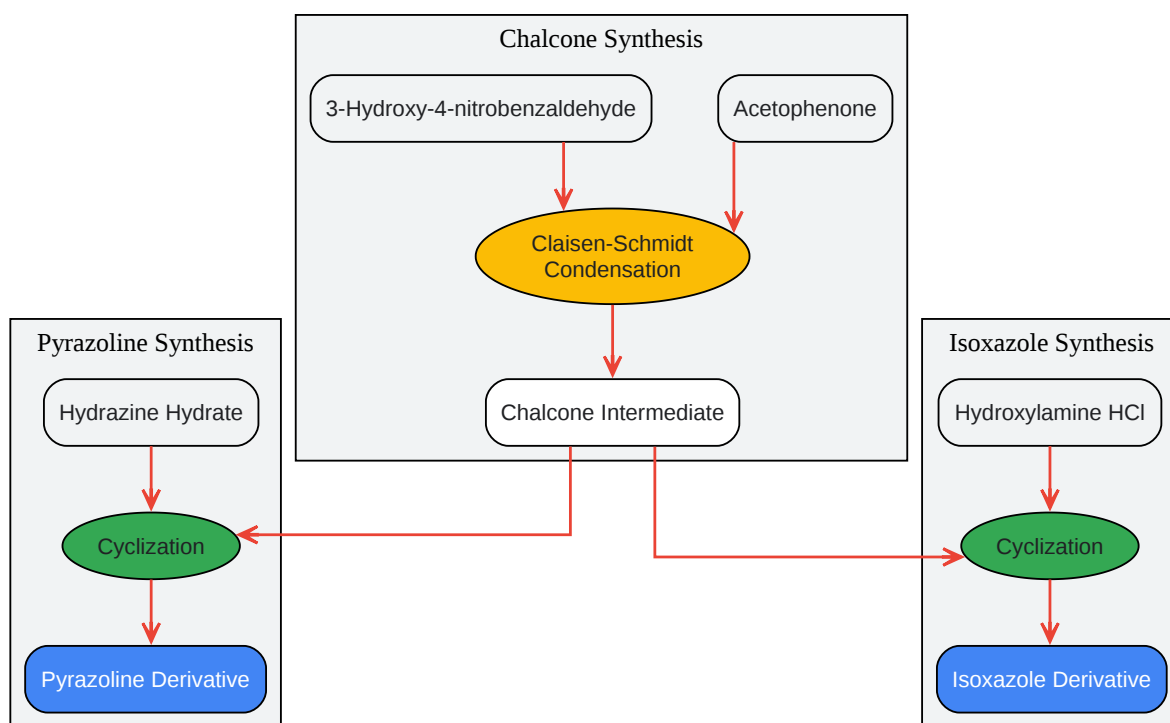 Chalcone Synthesis
3-Hydroxy-4-nitrobenzaldehyde
Acetophenone
Claisen-Schmidt
Condensation
Chalcone Intermediate
Pyrazoline Synthesis
Hydrazine Hydrate
Cyclization
Pyrazoline Derivative
Isoxazole Synthesis
Hydroxylamine HCl
Cyclization
Isoxazole Derivative